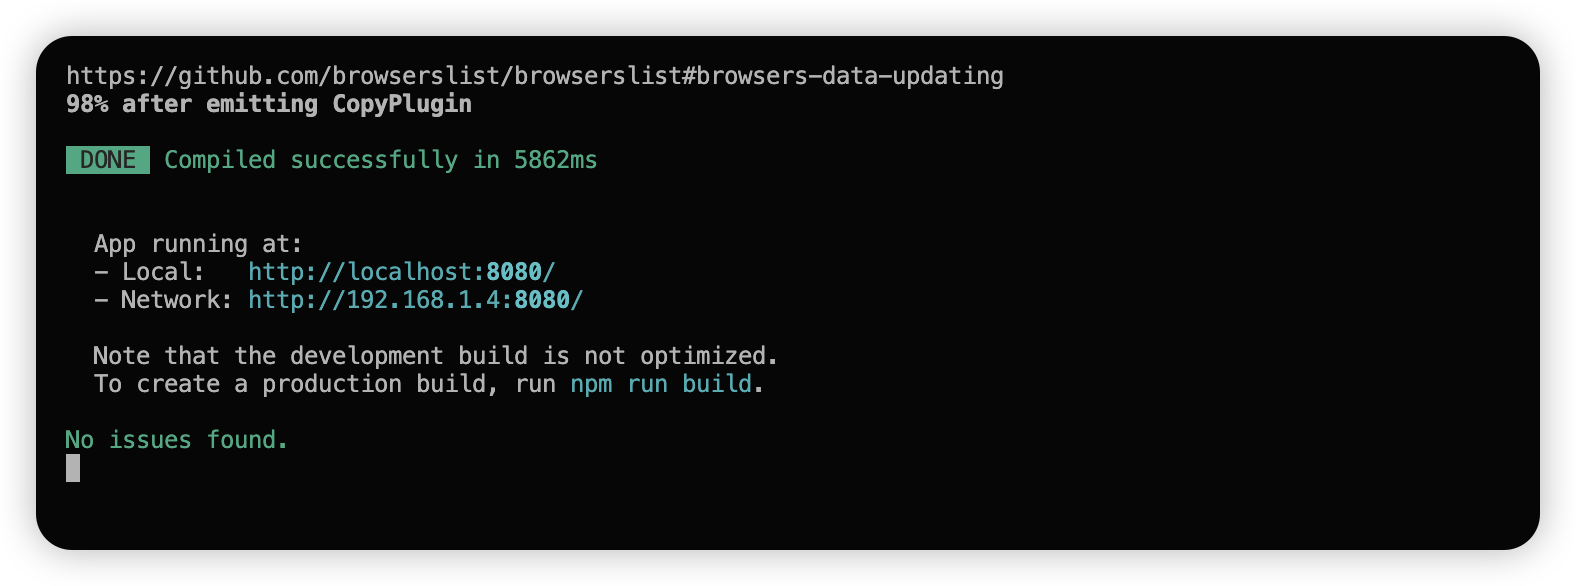 https://github.com/browserslist/browserslist#browsers-data-updating
98% after emitting CopyPlugin
DONE Compiled successfully in 5862ms
App running at:
- Local: http://localhost:8080/
- Network: http://192.168.1.4:8080/
Note that the development build is not optimized.
To create a production build, run npm run build.
No issues found.